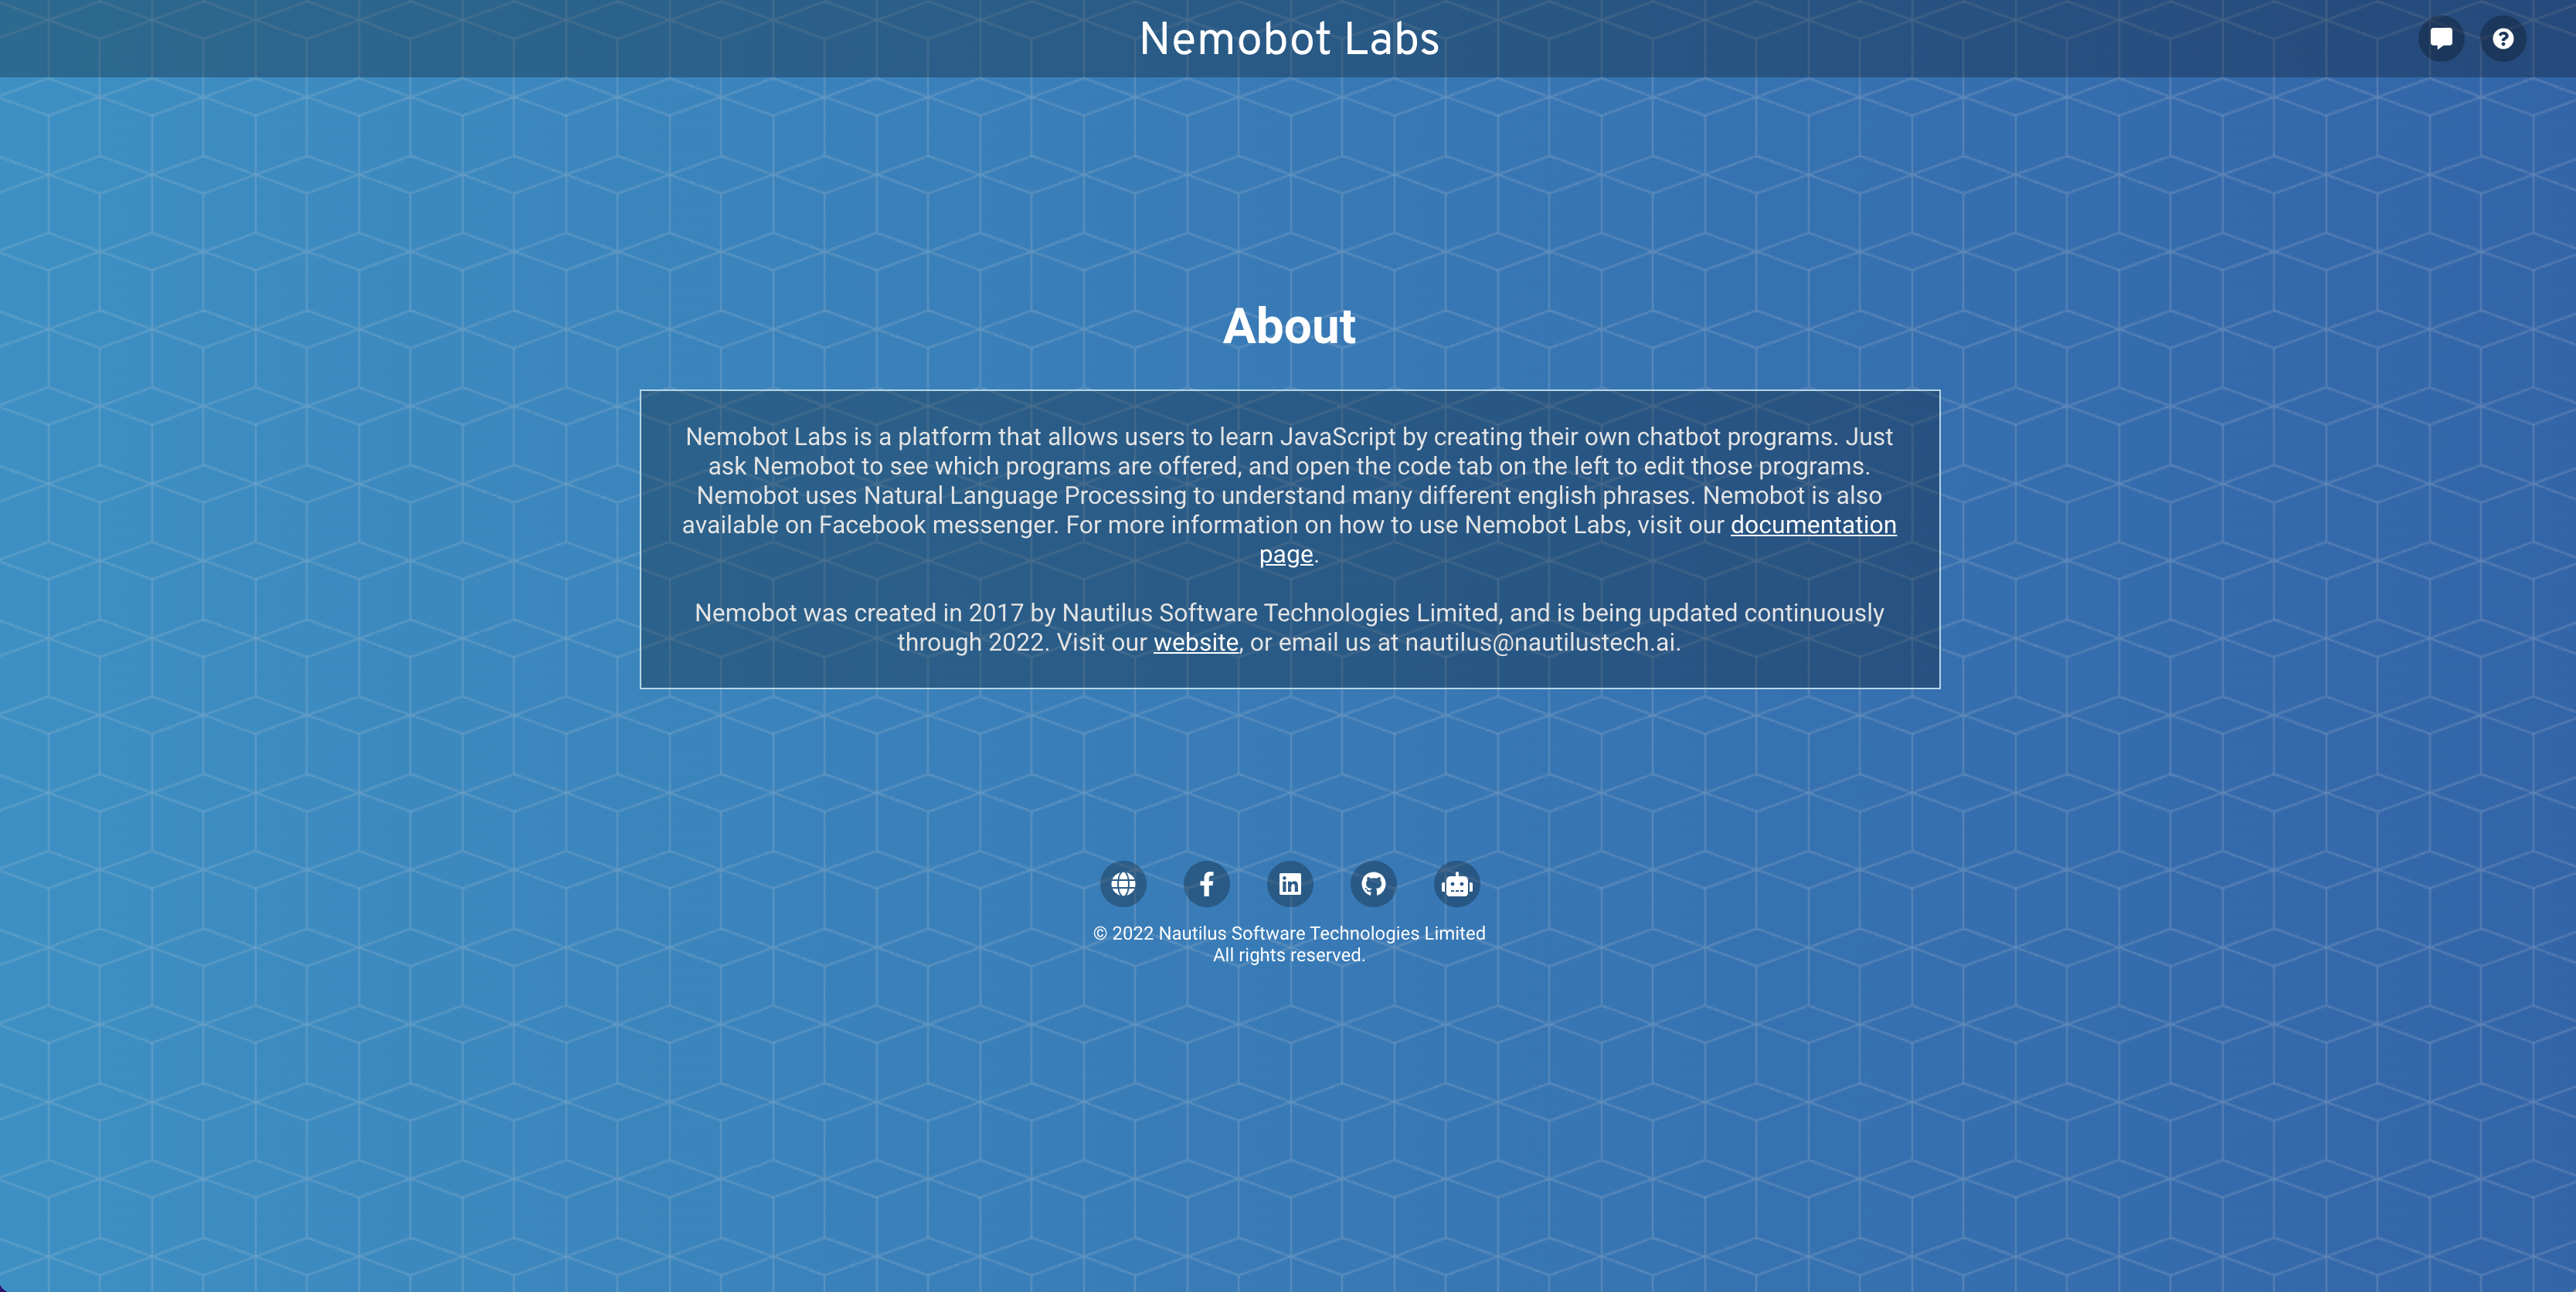 Nemobot Labs
About
Nemobot Labs is a platform that allows users to learn JavaScript by creating their own chatbot programs. Just
ask Nemobot to see which programs are offered, and open the code tab on the left to edit those programs.
Nemobot uses Natural Language Processing to understand many different english phrases. Nemobot is also
available on Facebook messenger. For more information on how to use Nemobot Labs, visit our documentation
page.
Nemobot was created in 2017 by Nautilus Software Technologies Limited, and is being updated continuously
through 2022. Visit our website, or email us at nautilus@nautilustech.ai.
© 2022 Nautilus Software Technologies Limited
All rights reserved.